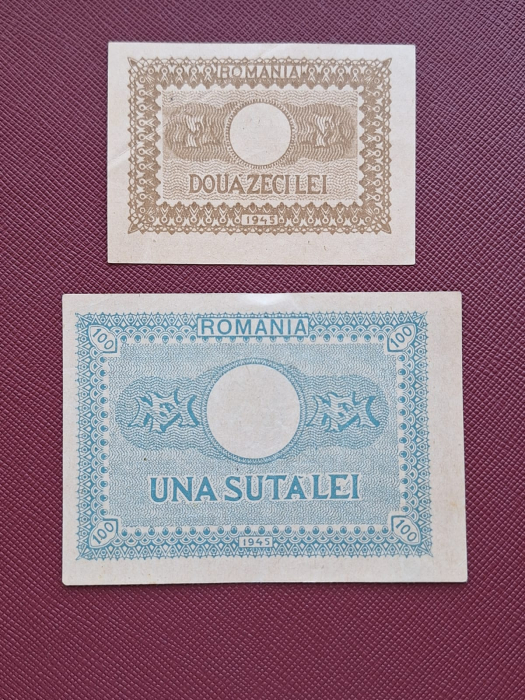 ROMANIA
DOUAZECI LEI
1945
ROMANIA
100 100
UNA SUTA LEI
100 100
1945